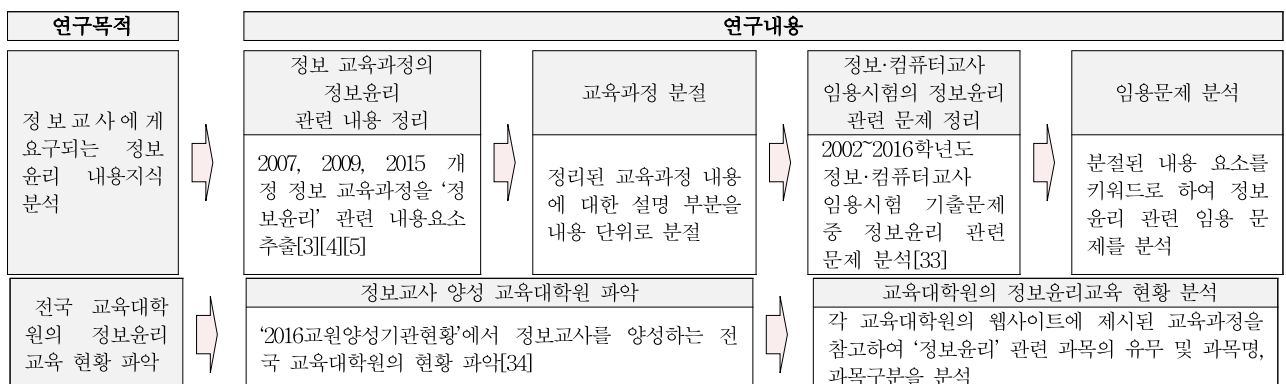 연구목적
연구내용
정보교사에게
요구되는 정보
윤리 내용지식
분석
정보 교육과정의
정보윤리
관련 내용 정리
2007, 2009, 2015 개
정 정보 교육과정을 '정
보윤리' 관련 내용요소
추출[3][4][5]
교육과정 분절
정리된 교육과정 내용
에 대한 설명 부분을
내용 단위로 분절
정보·컴퓨터교사
임용시험의 정보윤리
관련 문제 정리
2002~2016학년도
정보·컴퓨터교사
임용시험 기출문제
중 정보윤리 관련
문제 분석[33]
임용문제 분석
분절된 내용 요소를
키워드로 하여 정보
윤리 관련 임용 문
제를 분석
전국 교육대학
원의 정보윤리
교육 현황 파악
정보교사 양성 교육대학원 파악
'2016교원양성기관현황'에서 정보교사를 양성하는 전
국 교육대학원의 현황 파악[34]
교육대학원의 정보윤리교육 현황 분석
각 교육대학원의 웹사이트에 제시된 교육과정을
참고하여 '정보윤리' 관련 과목의 유무 및 과목명,
과목구분을 분석